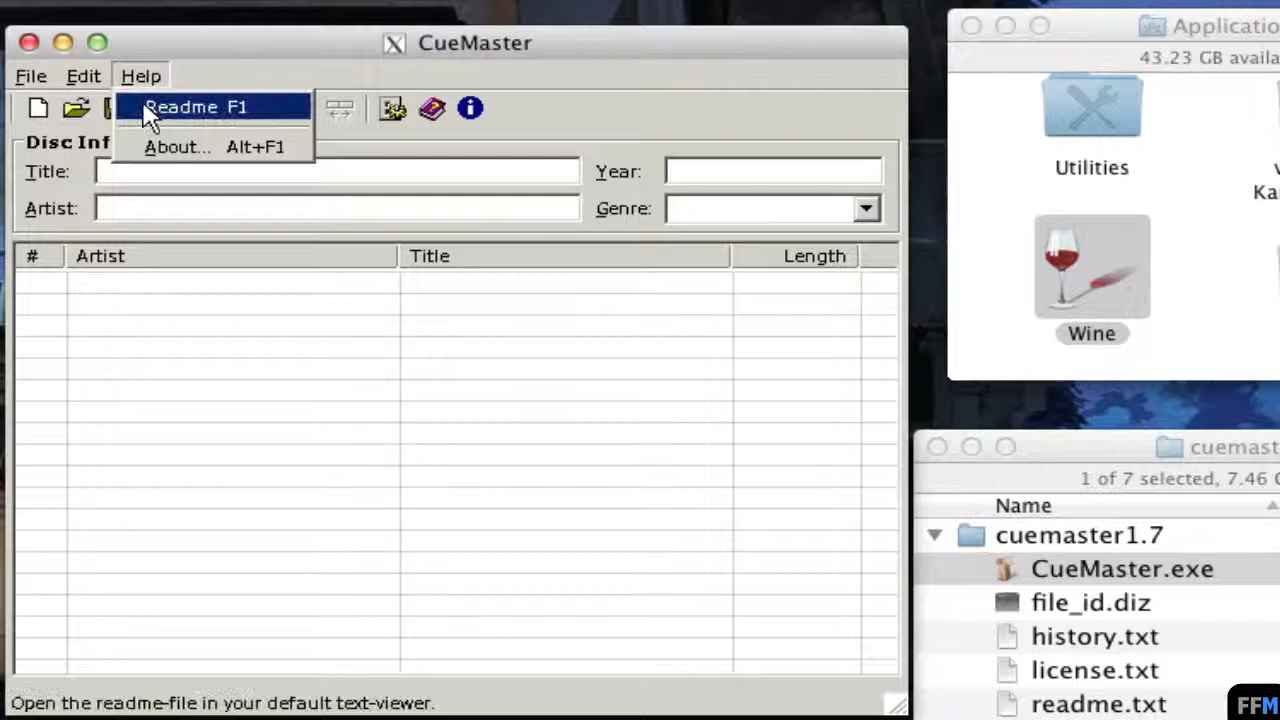 CueMaster
File Edit Help
Readme F1
About... Alt+F1
Disc Inf
Title:
Year:
Artist:
Genre:
# Artist Title Length
Open the readme-file in your default text-viewer.
Applicatio
43.23 GB availa
Utilities
Ka
Wine
cuemast
1 of 7 selected, 7.46
Name
cuemaster1.7
CueMaster.exe
file_id.diz
history.txt
license.txt
readme.txt
FFM